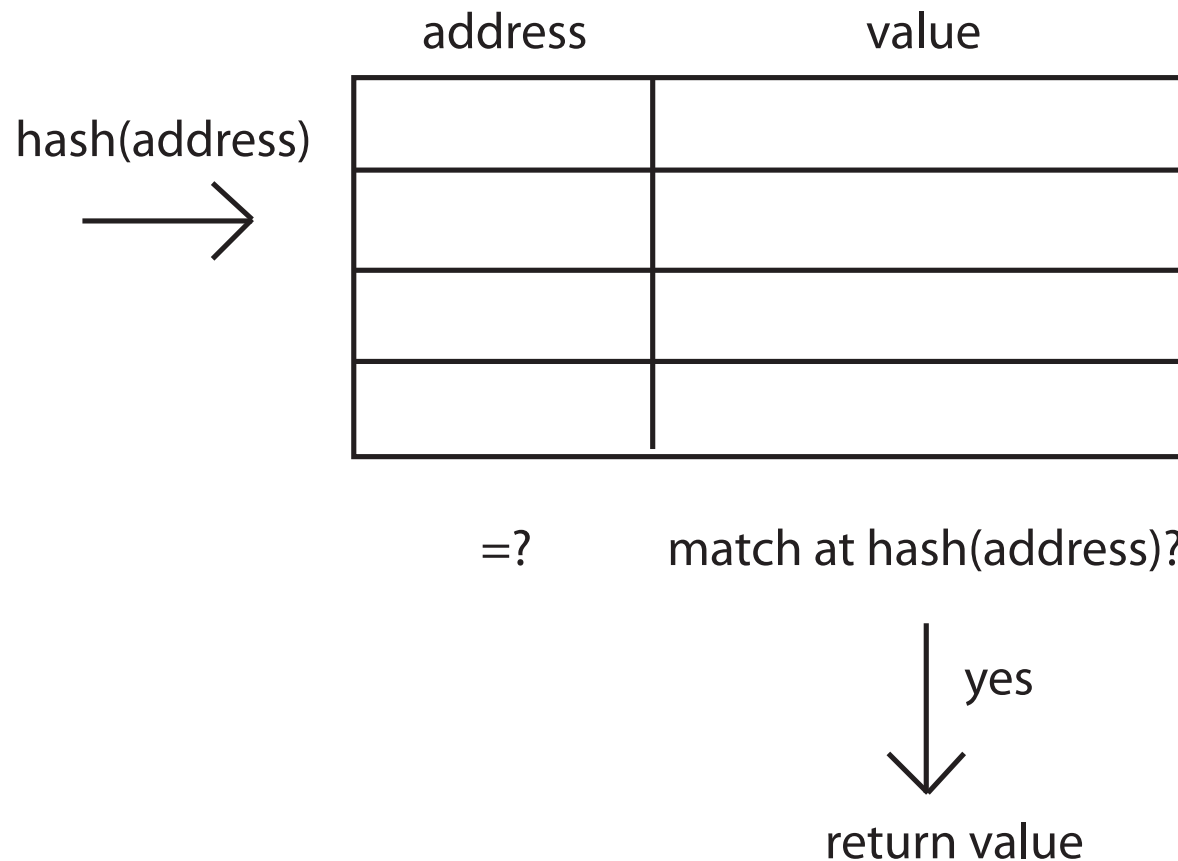 address value
hash(address)
=? match at hash(address)?
yes
return value